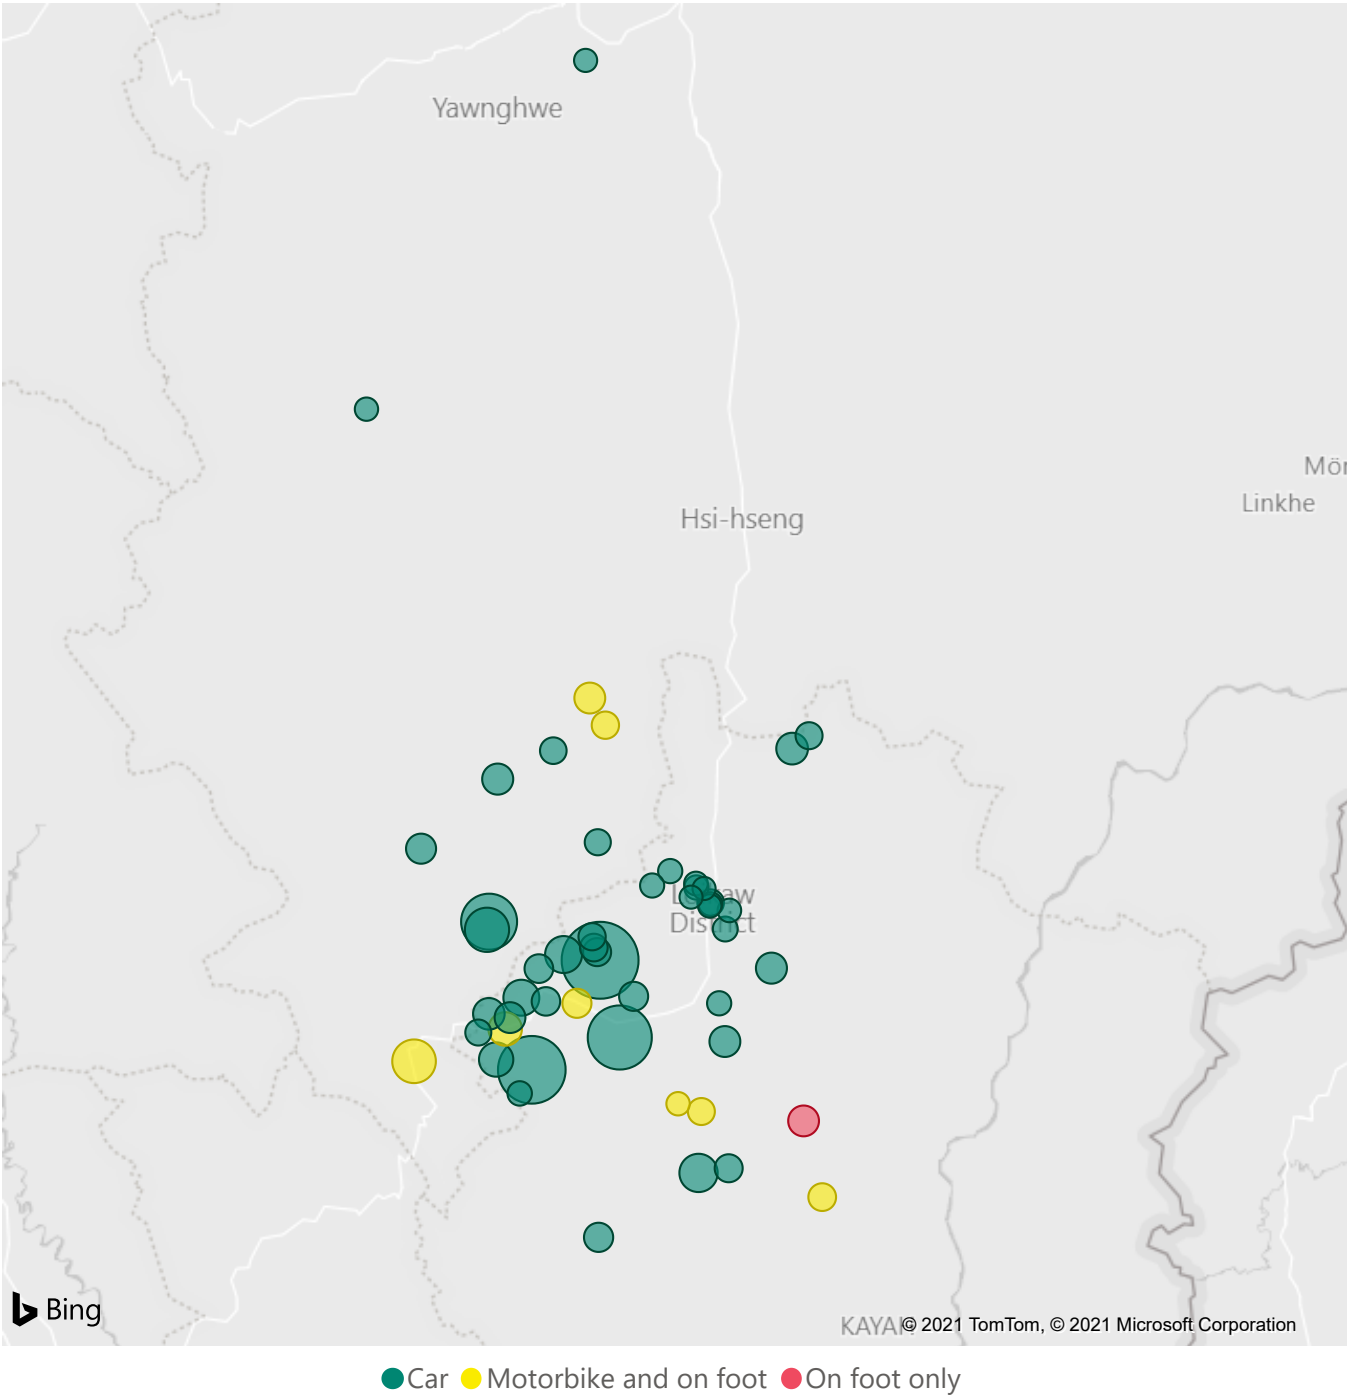 Yawnghwe
Linkhe
Hsi-hseng
District
Bing
© 2021 TomTom, © 2021 Microsoft Corporation
Car Motorbike and on foot On foot only